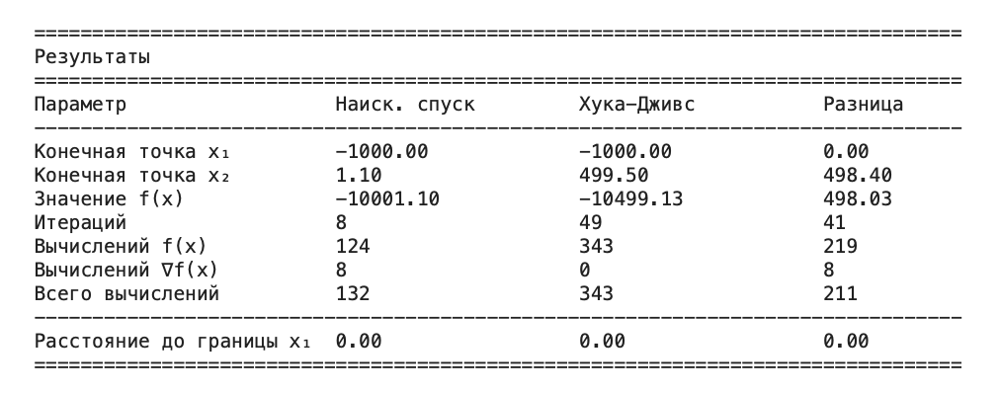 ================================================================================
Результаты
================================================================================
Параметр                  Наиск. спуск         Хука-Дживс           Разница
--------------------------------------------------------------------------------
Конечная точка x₁         -1000.00             -1000.00             0.00
Конечная точка x₂         1.10                 499.50               498.40
Значение f(x)             -10001.10            -10499.13            498.03
Итераций                  8                    49                   41
Вычислений f(x)           124                  343                  219
Вычислений ∇f(x)          8                    0                    8
Всего вычислений          132                  343                  211
--------------------------------------------------------------------------------
Расстояние до границы x₁  0.00                 0.00                 0.00
================================================================================